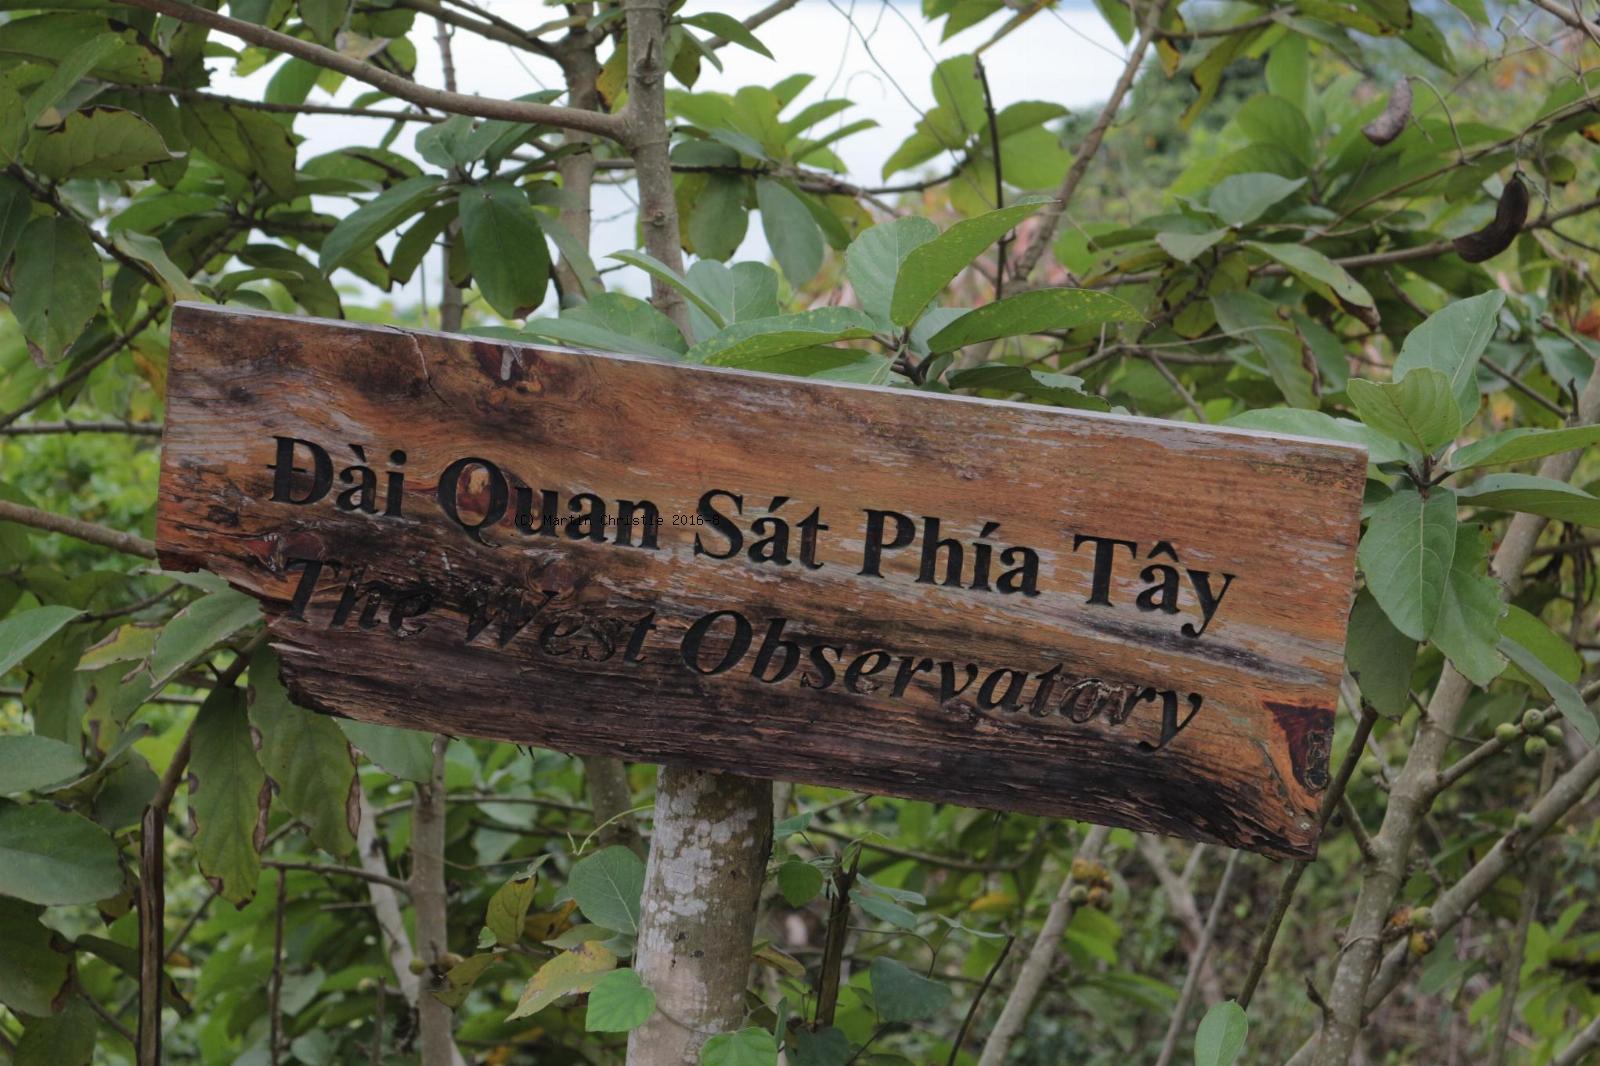 Đài Quan Sát Phía Tây
(C) Martin Christie 2016-8
The West Observatory